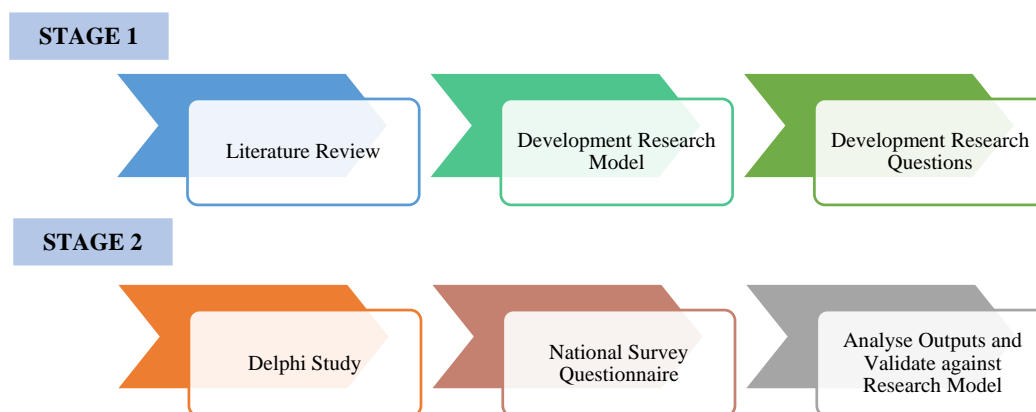 STAGE 1
Literature Review
Development Research
Model
Development Research
Questions
STAGE 2
Delphi Study
National Survey
Questionnaire
Analyse Outputs and
Validate against
Research Model